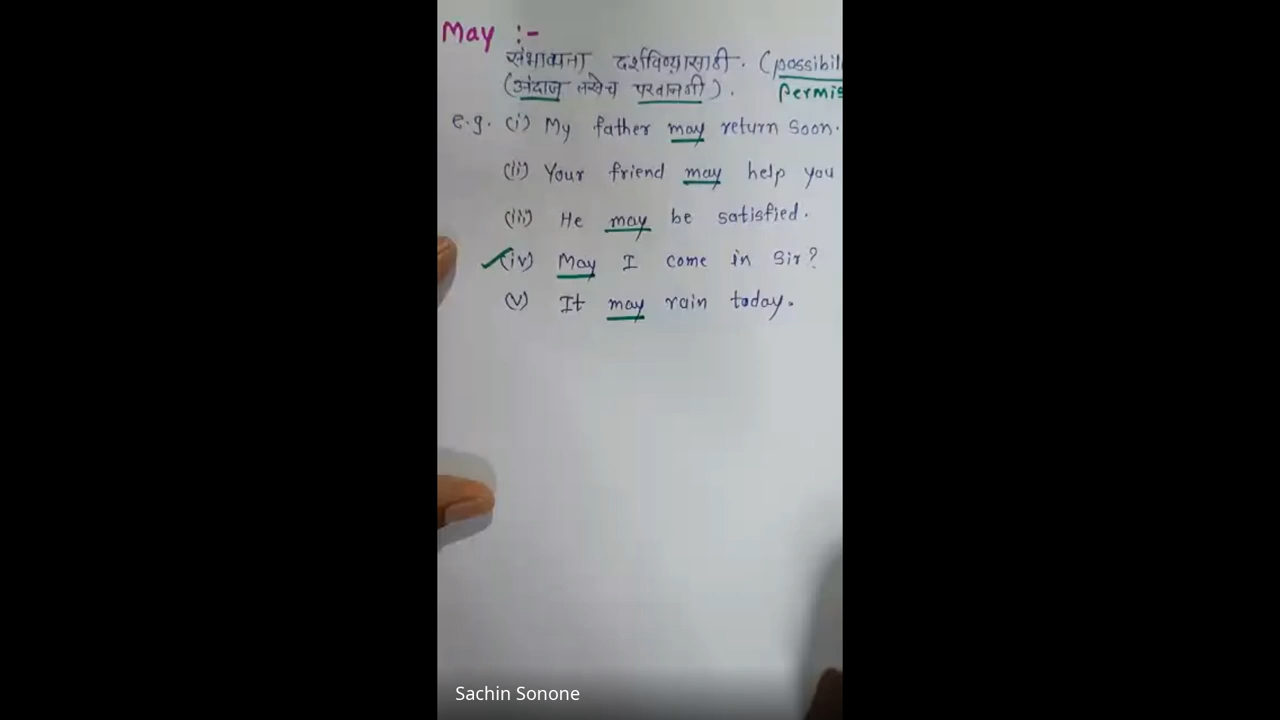 May :-
संभाव्यना दर्शविण्यासाठी. (possibil
(अंदाज तसेच परवानगी). Permis
e.g. (i) My father may return soon.
(ii) Your friend may help you
(iii) He may be satisfied.
(iv) May I come in Sir?
(v) It may rain today.
Sachin Sonone